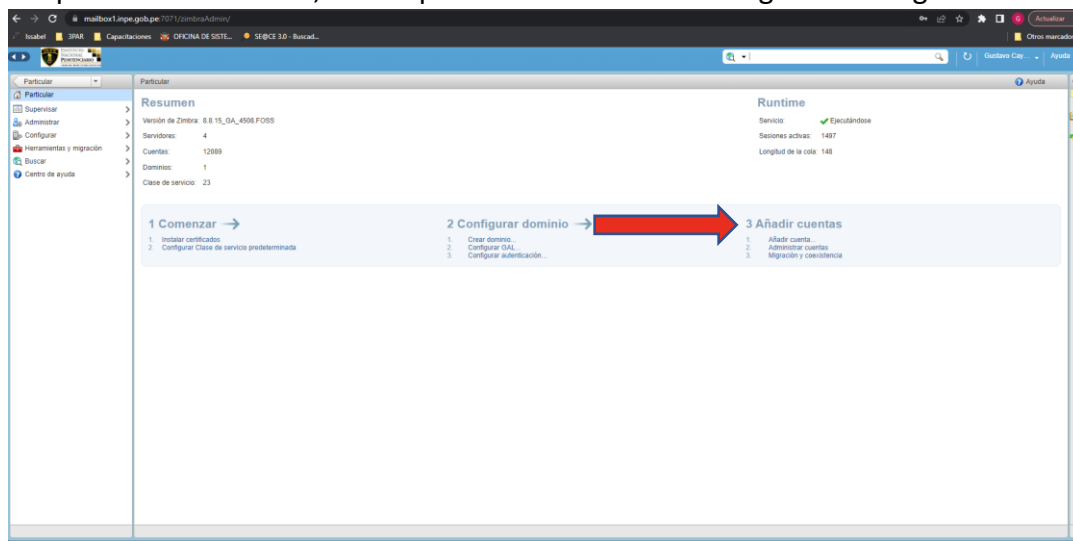 mailbox1.inpe.gob.pe:7071/zimbraAdmin/
Actualizar
Issabel 3PAR Capacitaciones OFICINA DE SISTE... SE@CE 3.0 - Buscad...
Otros marcador
NACIONAL
PENITENCIARIO
Gustavo Cay... Ayuda
Particular
Particular
Ayuda
Particular
Supervisar
Administrar
Configurar
Herramientas y migración
Buscar
Centro de ayuda
Resumen
Versión de Zimbra: 8.8.15_GA_4508.FOSS
Servidores: 4
Cuentas: 12089
Dominios: 1
Clase de servicio: 23
Runtime
Servicio: Ejecutándose
Sesiones activas: 1497
Longitud de la cola: 148
1 Comenzar
1. Instalar certificados
2. Configurar Clase de servicio predeterminada
2 Configurar dominio
1. Crear dominio...
2. Configurar GAL...
3. Configurar autenticación...
3 Añadir cuentas
1. Añadir cuenta...
2. Administrar cuentas
3. Migración y coexistencia